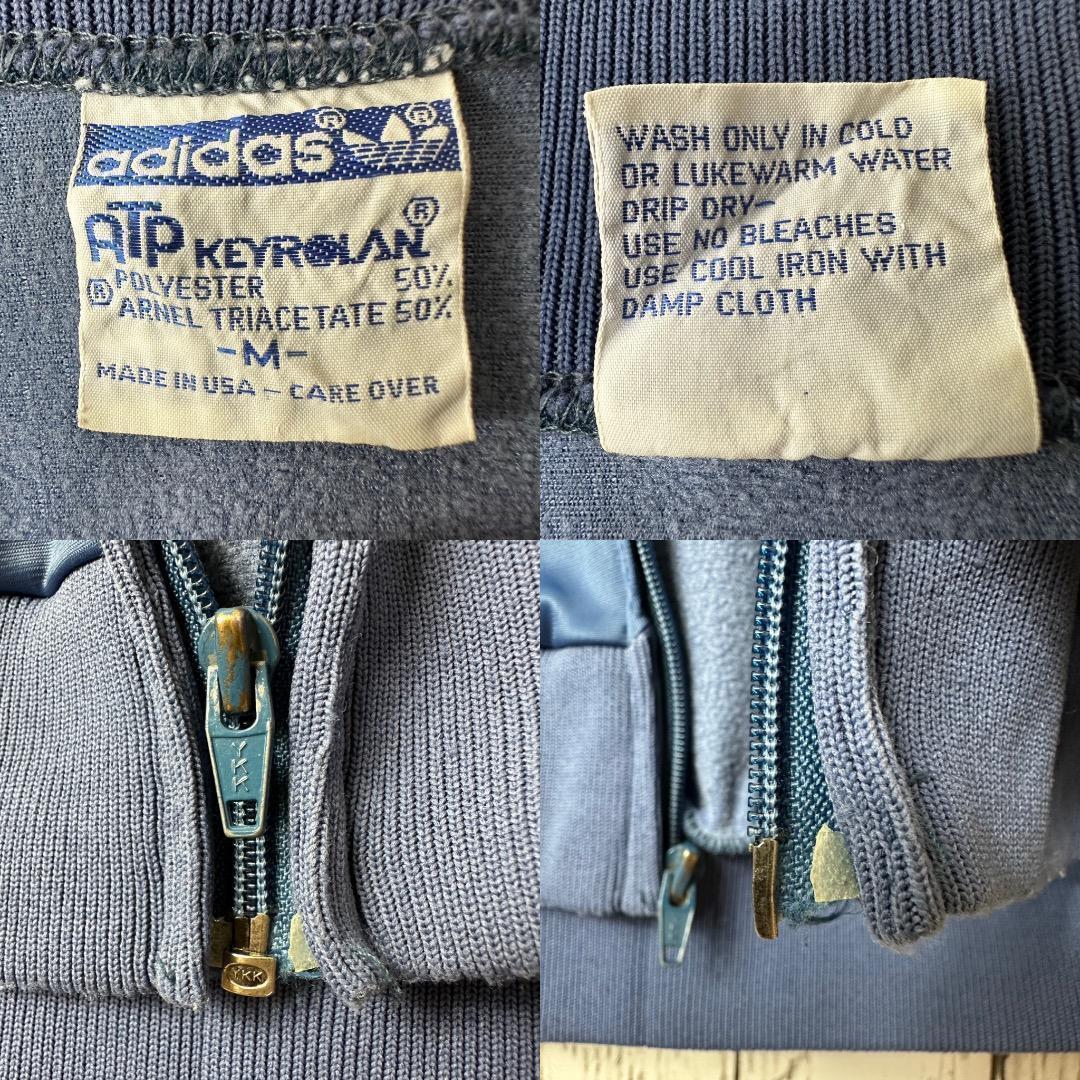 adidas®
ATP KEYROLAN®
POLYESTER 50%
® ARNEL TRIACETATE 50%
-M-
MADE IN USA - CARE OVER
WASH ONLY IN COLD
OR LUKEWARM WATER
DRIP DRY-
USE NO BLEACHES
USE COOL IRON WITH
DAMP CLOTH
YKK
YKK